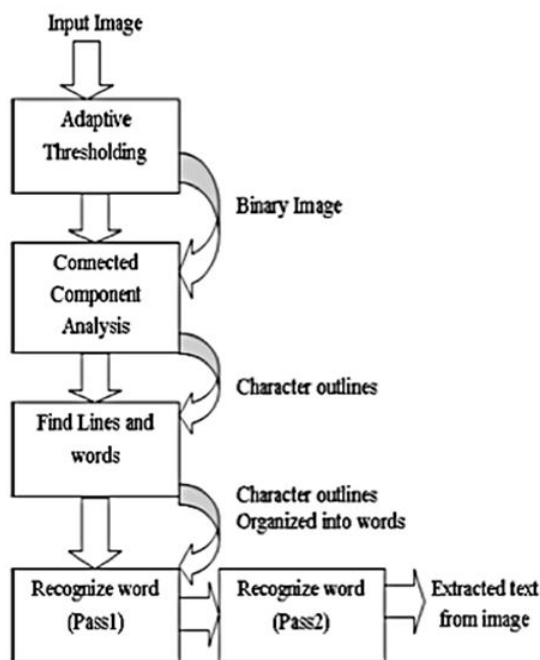 Input Image
Adaptive
Thresholding
Binary Image
Connected
Component
Analysis
Character outlines
Find Lines and
words
Character outlines
Organized into words
Recognize word
(Pass1)
Recognize word
(Pass2)
Extracted text
from image